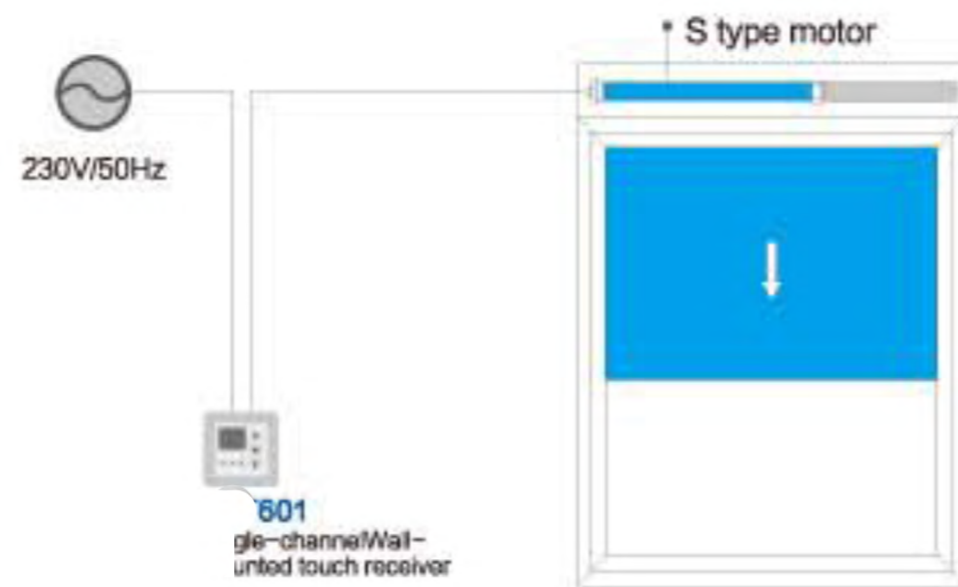 S type motor
230V/50Hz
601
gle-channelWall-
unted touch receiver